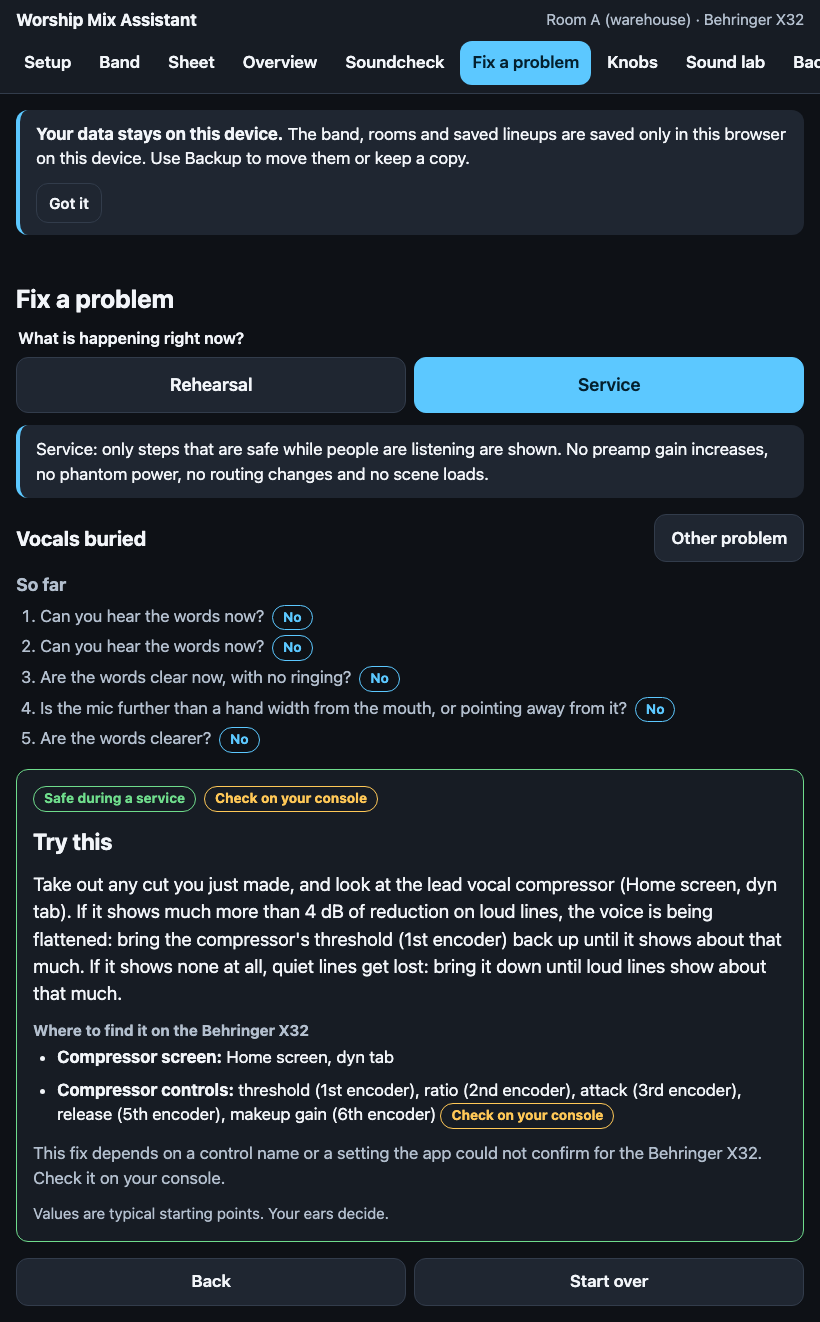 Worship Mix Assistant
Room A (warehouse) · Behringer X32
Setup
Band
Sheet
Overview
Soundcheck
Fix a problem
Knobs
Sound lab
Bac
Your data stays on this device. The band, rooms and saved lineups are saved only in this browser
on this device. Use Backup to move them or keep a copy.
Got it
Fix a problem
What is happening right now?
Rehearsal
Service
Service: only steps that are safe while people are listening are shown. No preamp gain increases,
no phantom power, no routing changes and no scene loads.
Vocals buried
Other problem
So far
1. Can you hear the words now? No
2. Can you hear the words now? No
3. Are the words clear now, with no ringing? No
4. Is the mic further than a hand width from the mouth, or pointing away from it? No
5. Are the words clearer? No
Safe during a service
Check on your console
Try this
Take out any cut you just made, and look at the lead vocal compressor (Home screen, dyn
tab). If it shows much more than 4 dB of reduction on loud lines, the voice is being
flattened: bring the compressor's threshold (1st encoder) back up until it shows about that
much. If it shows none at all, quiet lines get lost: bring it down until loud lines show about
that much.
Where to find it on the Behringer X32
• Compressor screen: Home screen, dyn tab
• Compressor controls: threshold (1st encoder), ratio (2nd encoder), attack (3rd encoder),
release (5th encoder), makeup gain (6th encoder) Check on your console
This fix depends on a control name or a setting the app could not confirm for the Behringer X32.
Check it on your console.
Values are typical starting points. Your ears decide.
Back
Start over